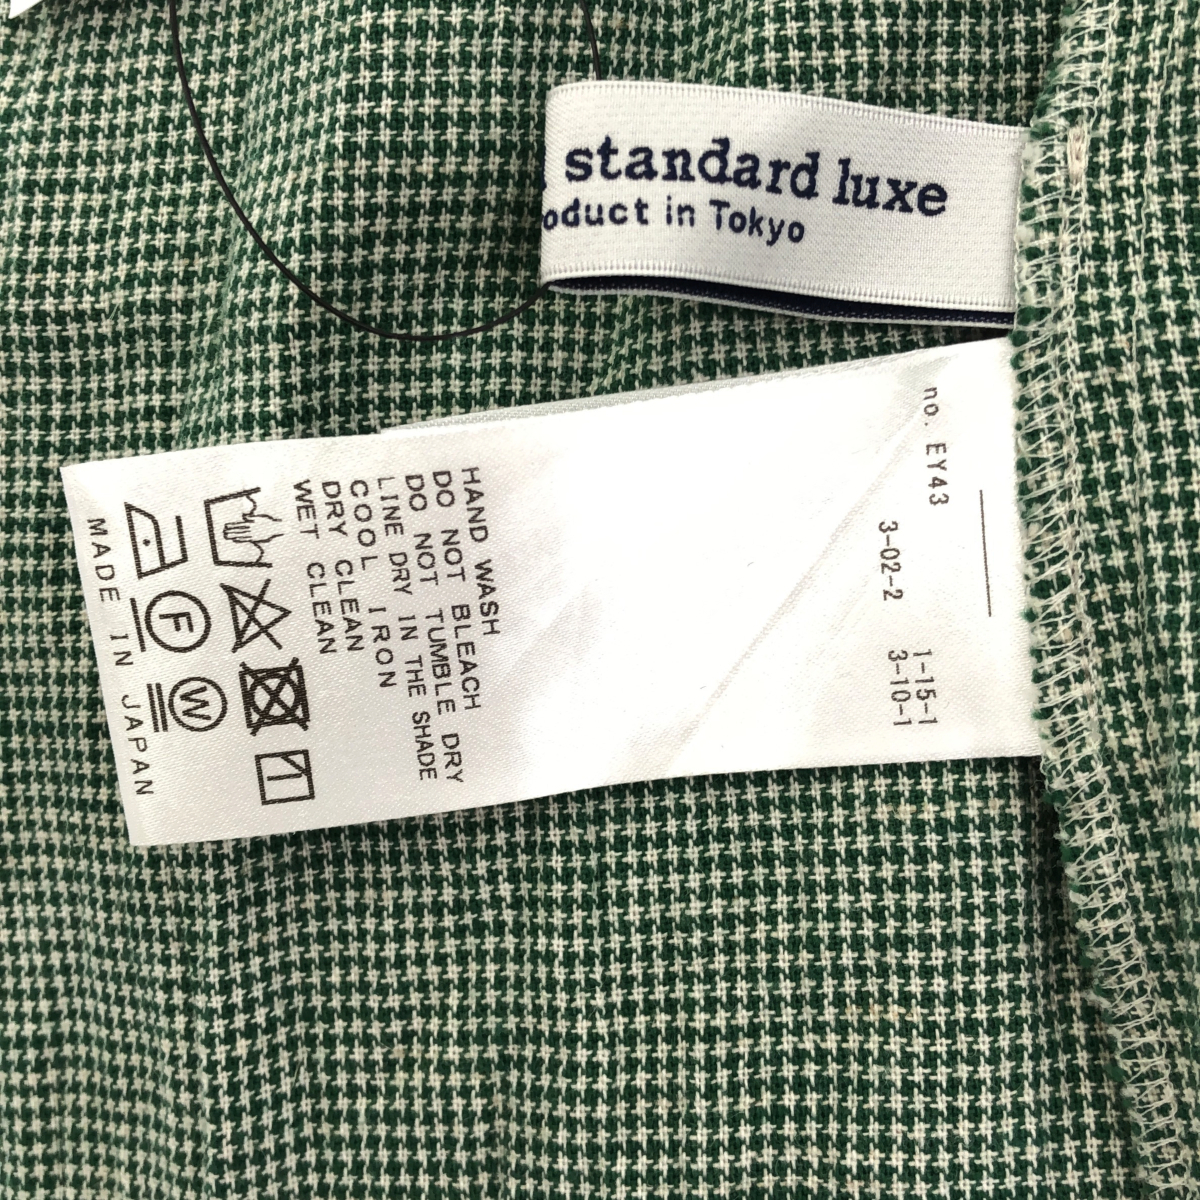 standard luxe
oduct in Tokyo
no. EY43
3-02-2
1-15-1
3-10-1
HAND WASH
DO NOT BLEACH
DO NOT TUMBLE DRY
LINE DRY IN THE SHADE
COOL IRON
DRY CLEAN
WET CLEAN
F
W
MADE IN JAPAN